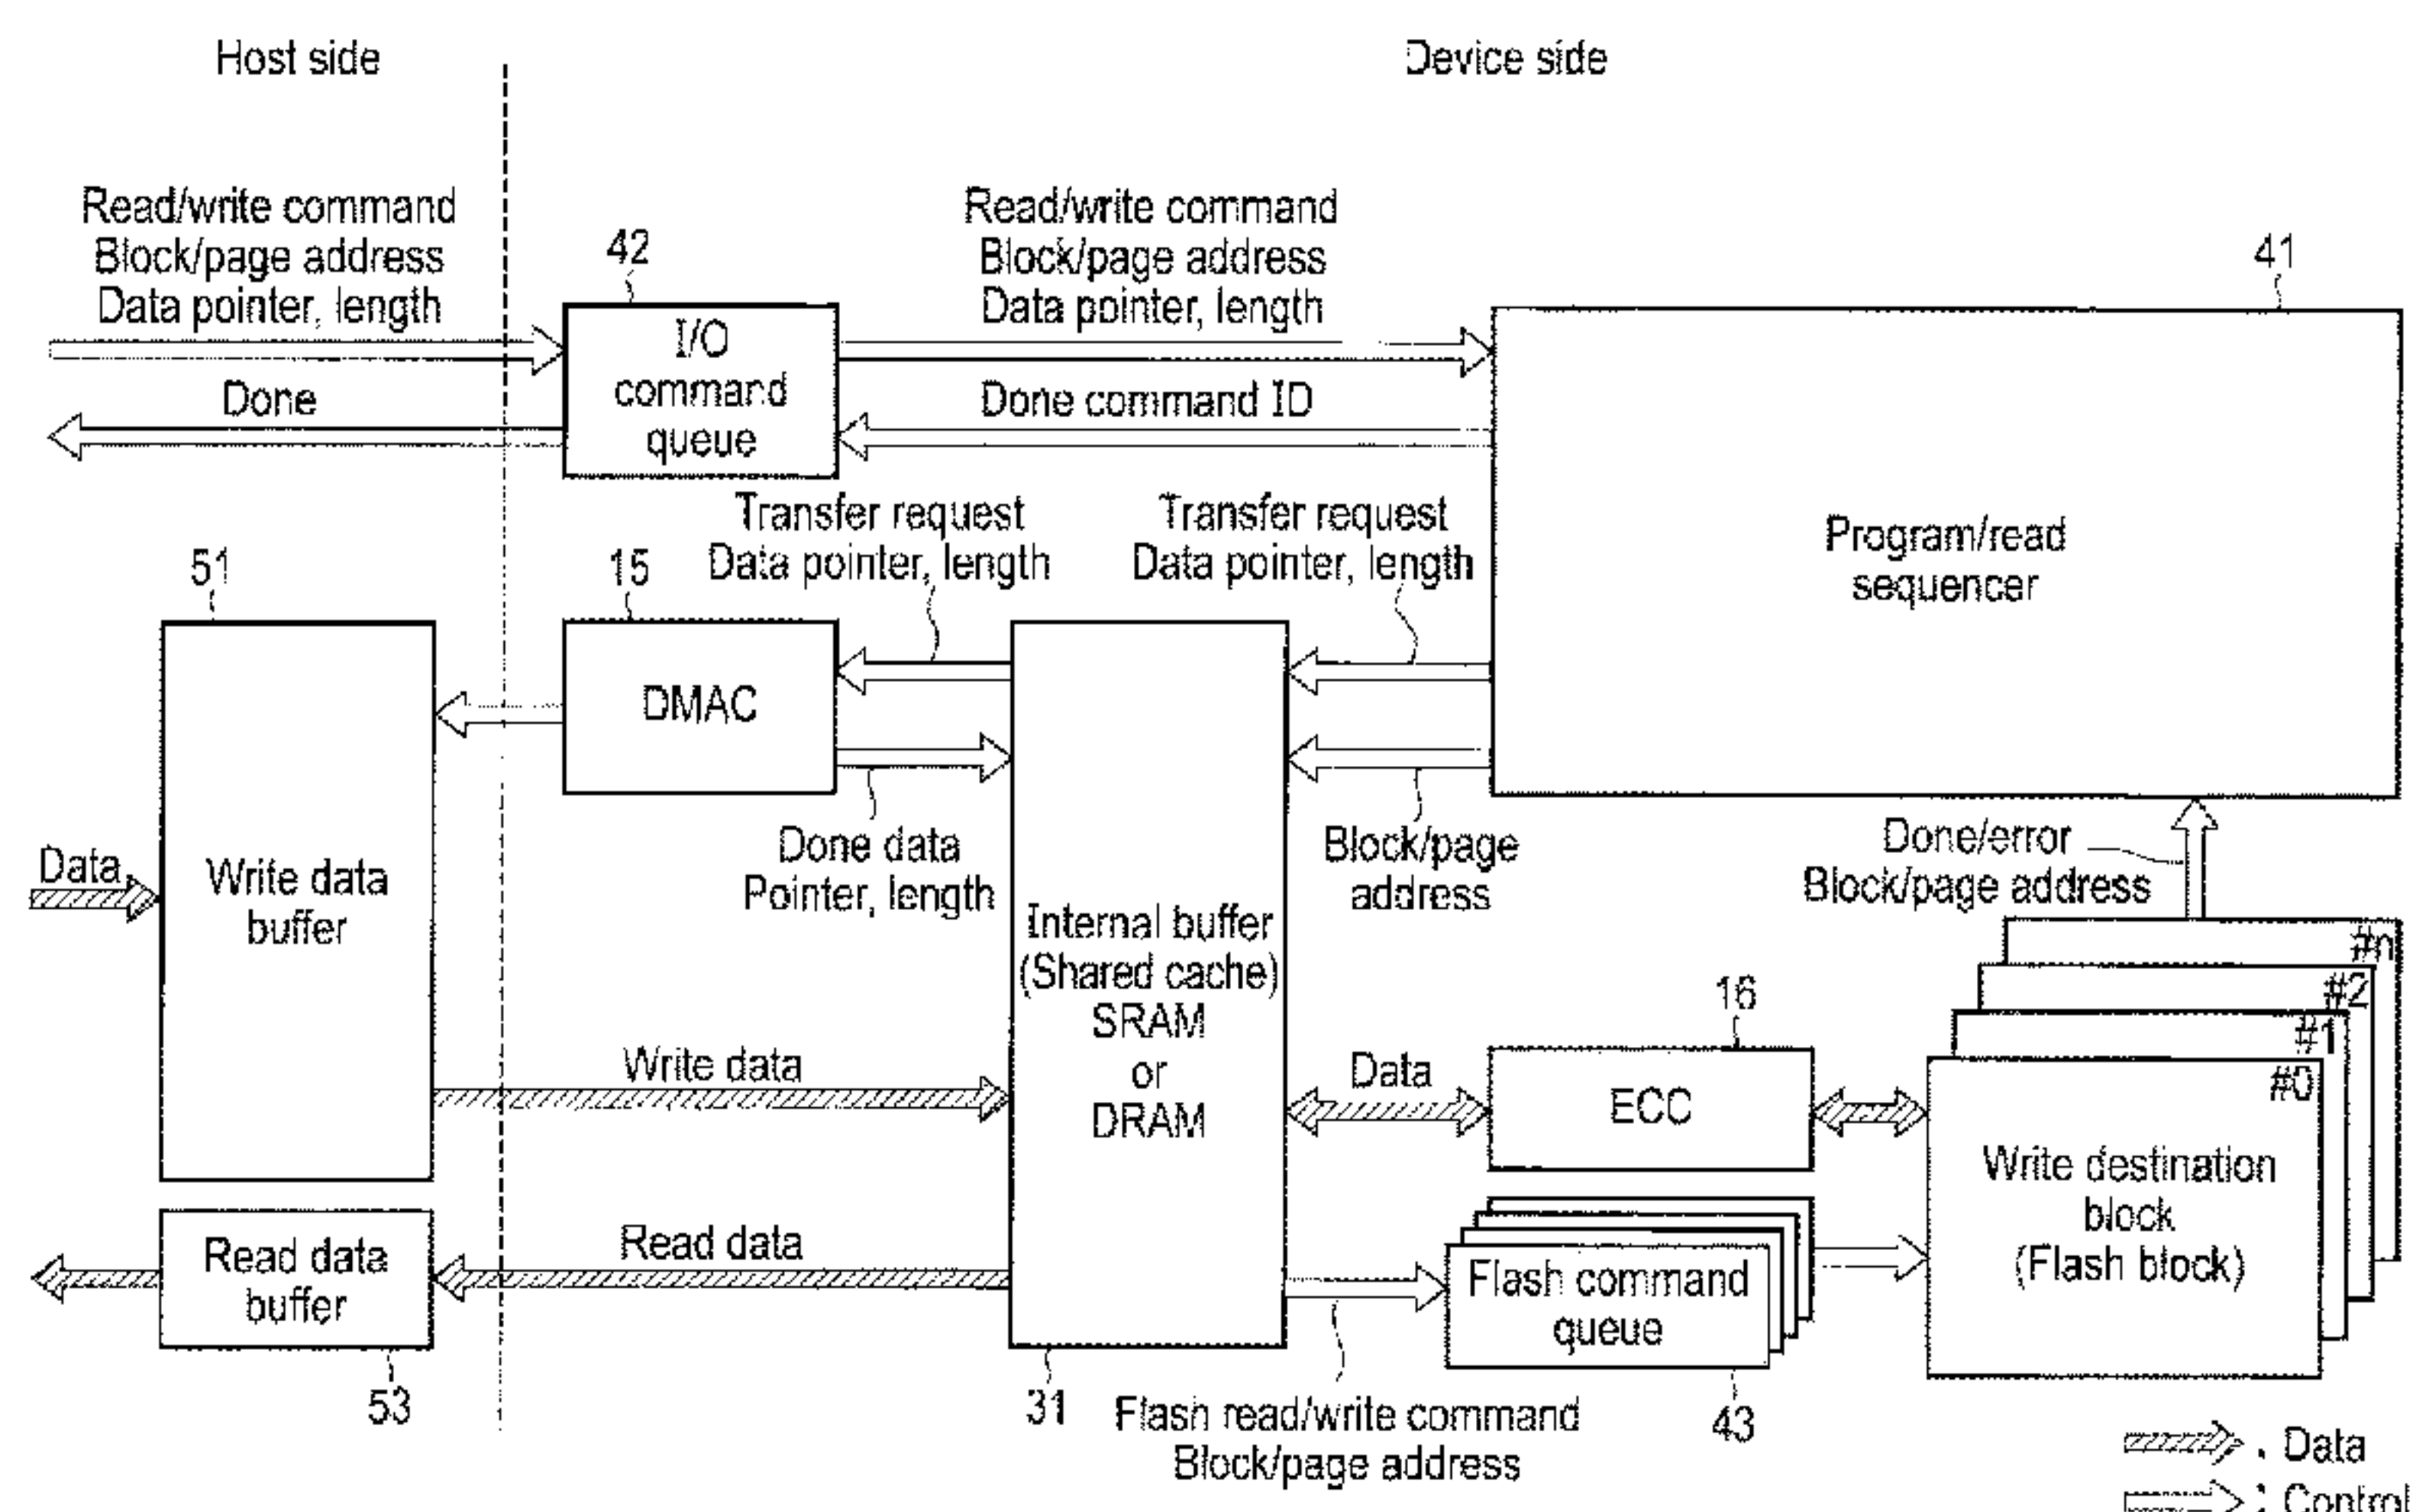 Host side
Device side
Read/write command
Block/page address
Data pointer, length
42
Read/write command
Block/page address
Data pointer, length
41
I/O
command
queue
Done
Done command ID
Program/read
sequencer
51
15
Transfer request
Data pointer, length
Transfer request
Data pointer, length
DMAC
Data
Write data
buffer
Done data
Pointer, length
Block/page
address
Done/error
Block/page address
Internal buffer
(Shared cache)
SRAM
or
DRAM
#n
#2
#1
#0
16
Write data
Data
ECC
Write destination
block
(Flash block)
Read data
buffer
Read data
Flash command
queue
53
31
Flash read/write command
Block/page address
43
: Data
: Control